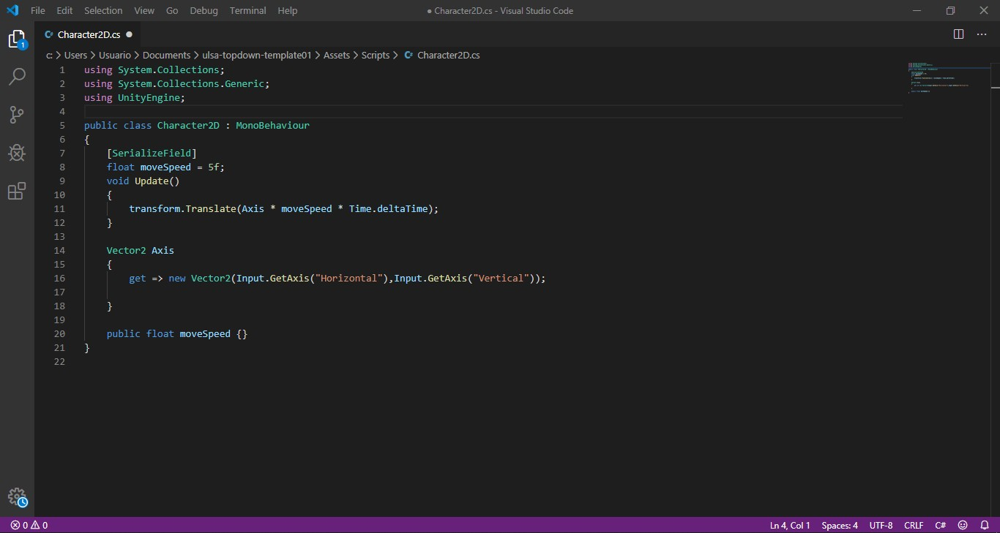 File Edit Selection View Go Debug Terminal Help ● Character2D.cs - Visual Studio Code
C# Character2D.cs ●
1
c: > Users > Usuario > Documents > ulsa-topdown-template01 > Assets > Scripts > C# Character2D.cs
1 using System.Collections;
2 using System.Collections.Generic;
3 using UnityEngine;
4
5 public class Character2D : MonoBehaviour
6 {
7     [SerializeField]
8     float moveSpeed = 5f;
9     void Update()
10     {
11         transform.Translate(Axis * moveSpeed * Time.deltaTime);
12     }
13
14     Vector2 Axis
15     {
16         get => new Vector2(Input.GetAxis("Horizontal"),Input.GetAxis("Vertical"));
17
18     }
19
20     public float moveSpeed {}
21 }
22
0 0 Ln 4, Col 1 Spaces: 4 UTF-8 CRLF C#